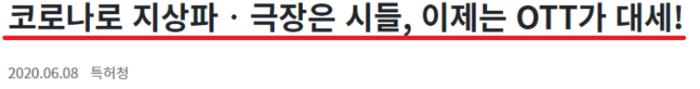 코로나로 지상파 · 극장은 시들, 이제는 OTT가 대세!
2020.06.08 특허청